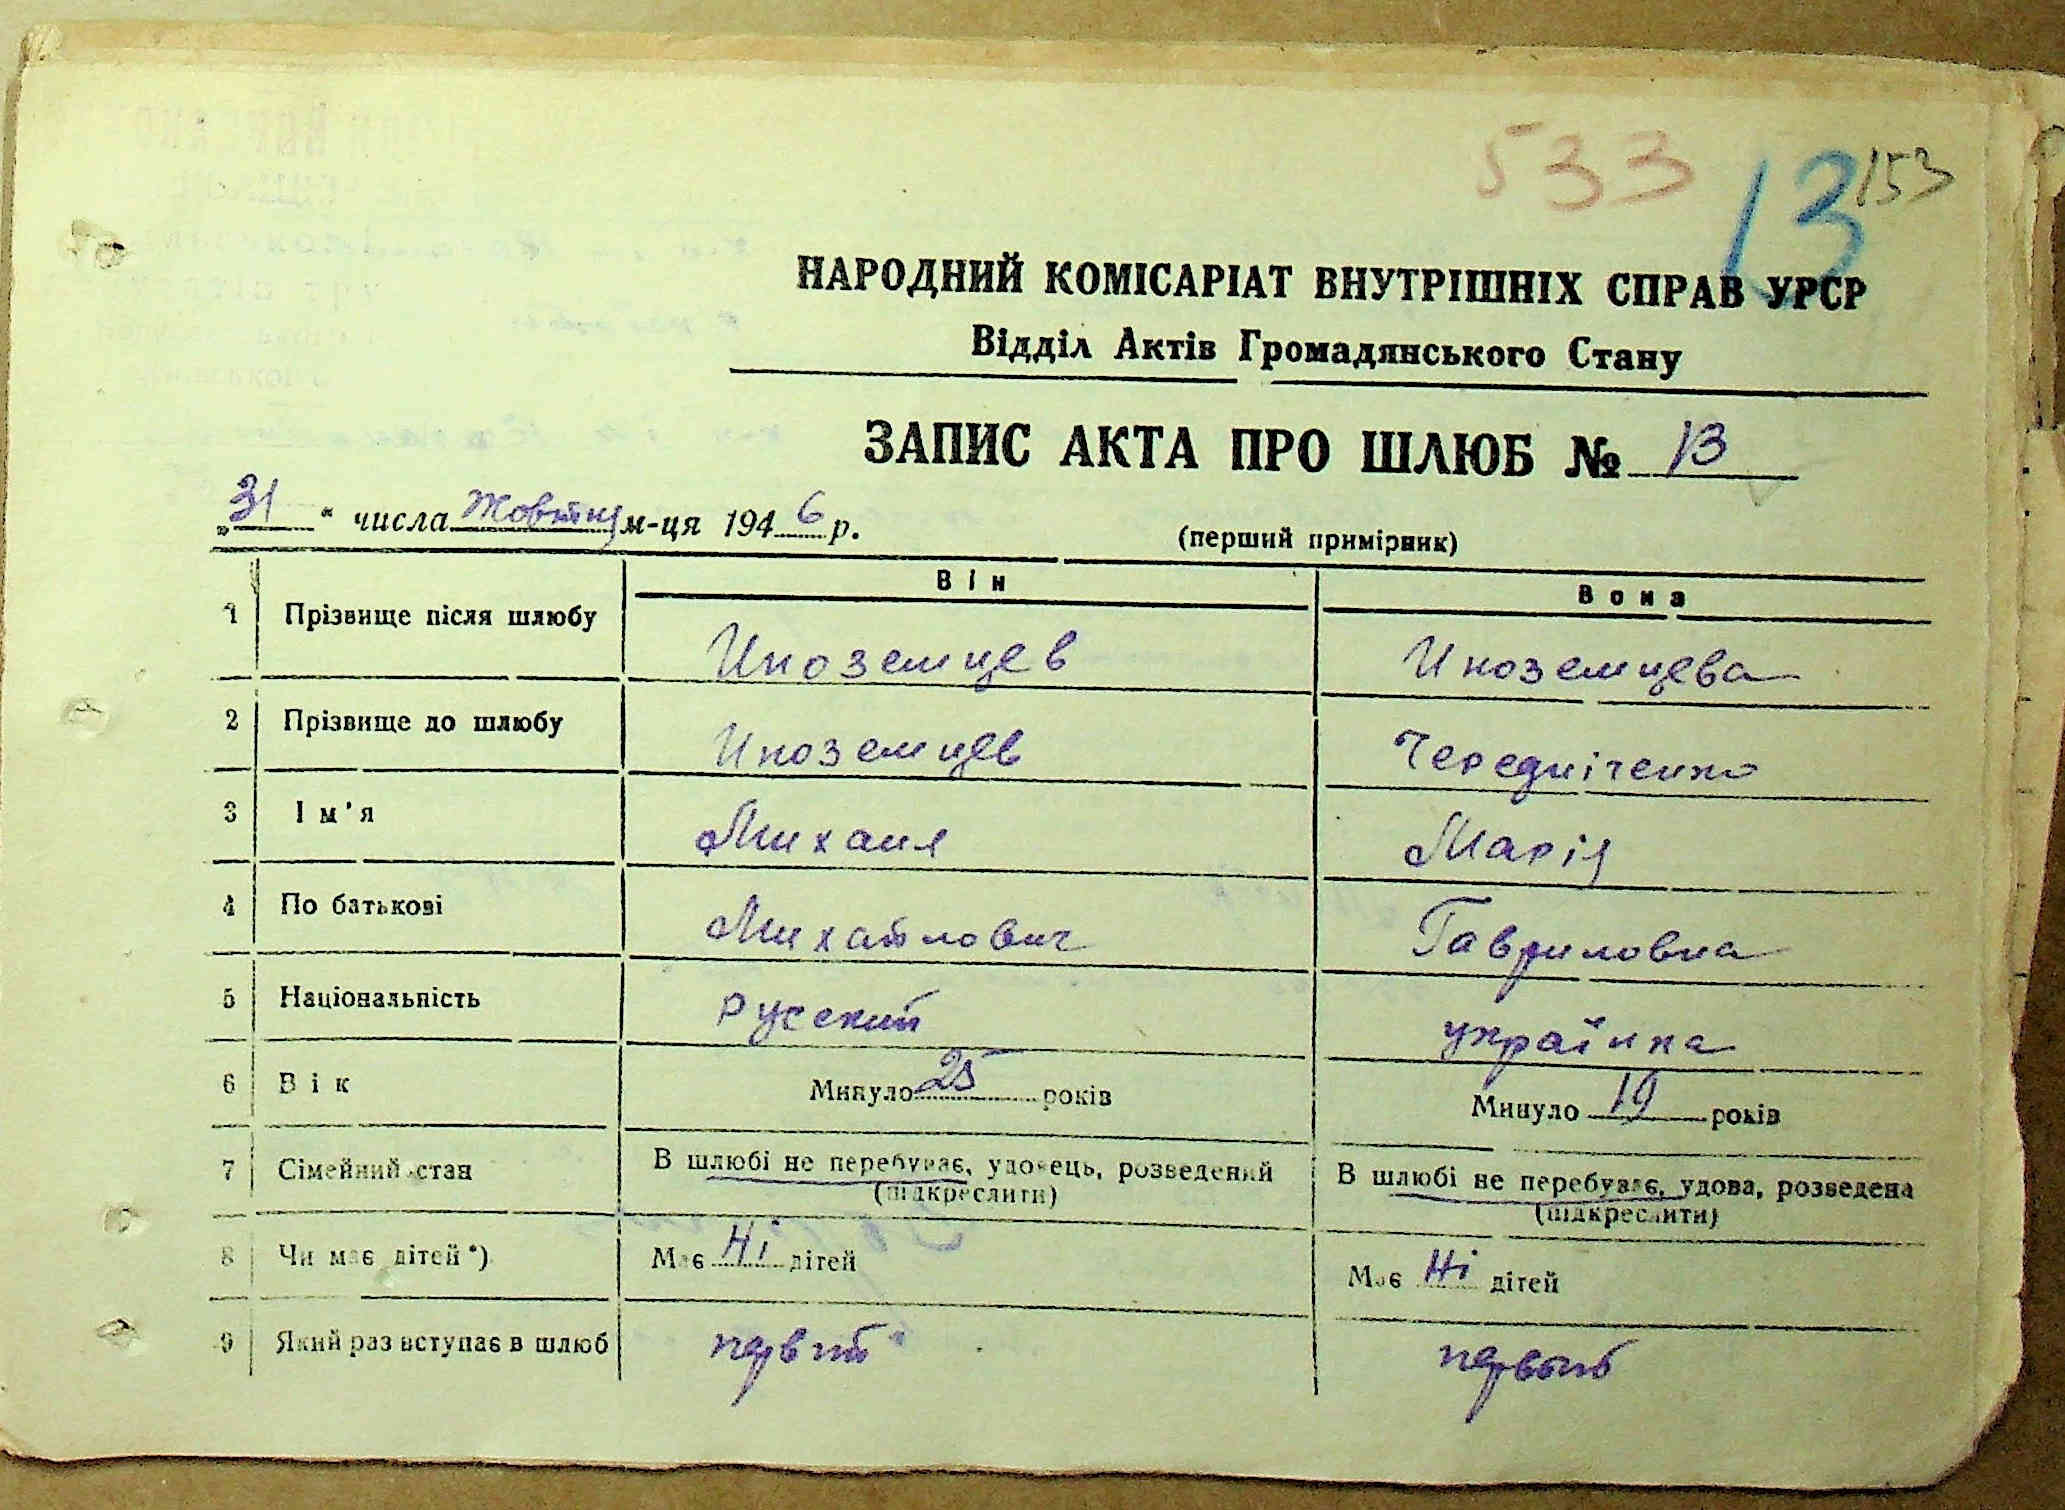 533 13 153
НАРОДНИЙ КОМІСАРІАТ ВНУТРІШНІХ СПРАВ УРСР
Відділ Актів Громадянського Стану
ЗАПИС АКТА ПРО ШЛЮБ № 13
„31“ числа Жовтня м-ця 1946 р. (перший примірник)
Він Вона
1 Прізвище після шлюбу Иноземцев Иноземцева
2 Прізвище до шлюбу Иноземцев Чередніченко
3 Ім'я Михаил Марія
4 По батькові Михайлович Гавриловна
5 Національність Русский українка
6 Вік Минуло 25 років Минуло 19 років
7 Сімейний стан В шлюбі не перебуває, удовець, розведений В шлюбі не перебуває, удова, розведена
(підкреслити) (підкреслити)
8 Чи має дітей*) Має Ні дітей Має Ні дітей
9 Який раз вступає в шлюб первий первый